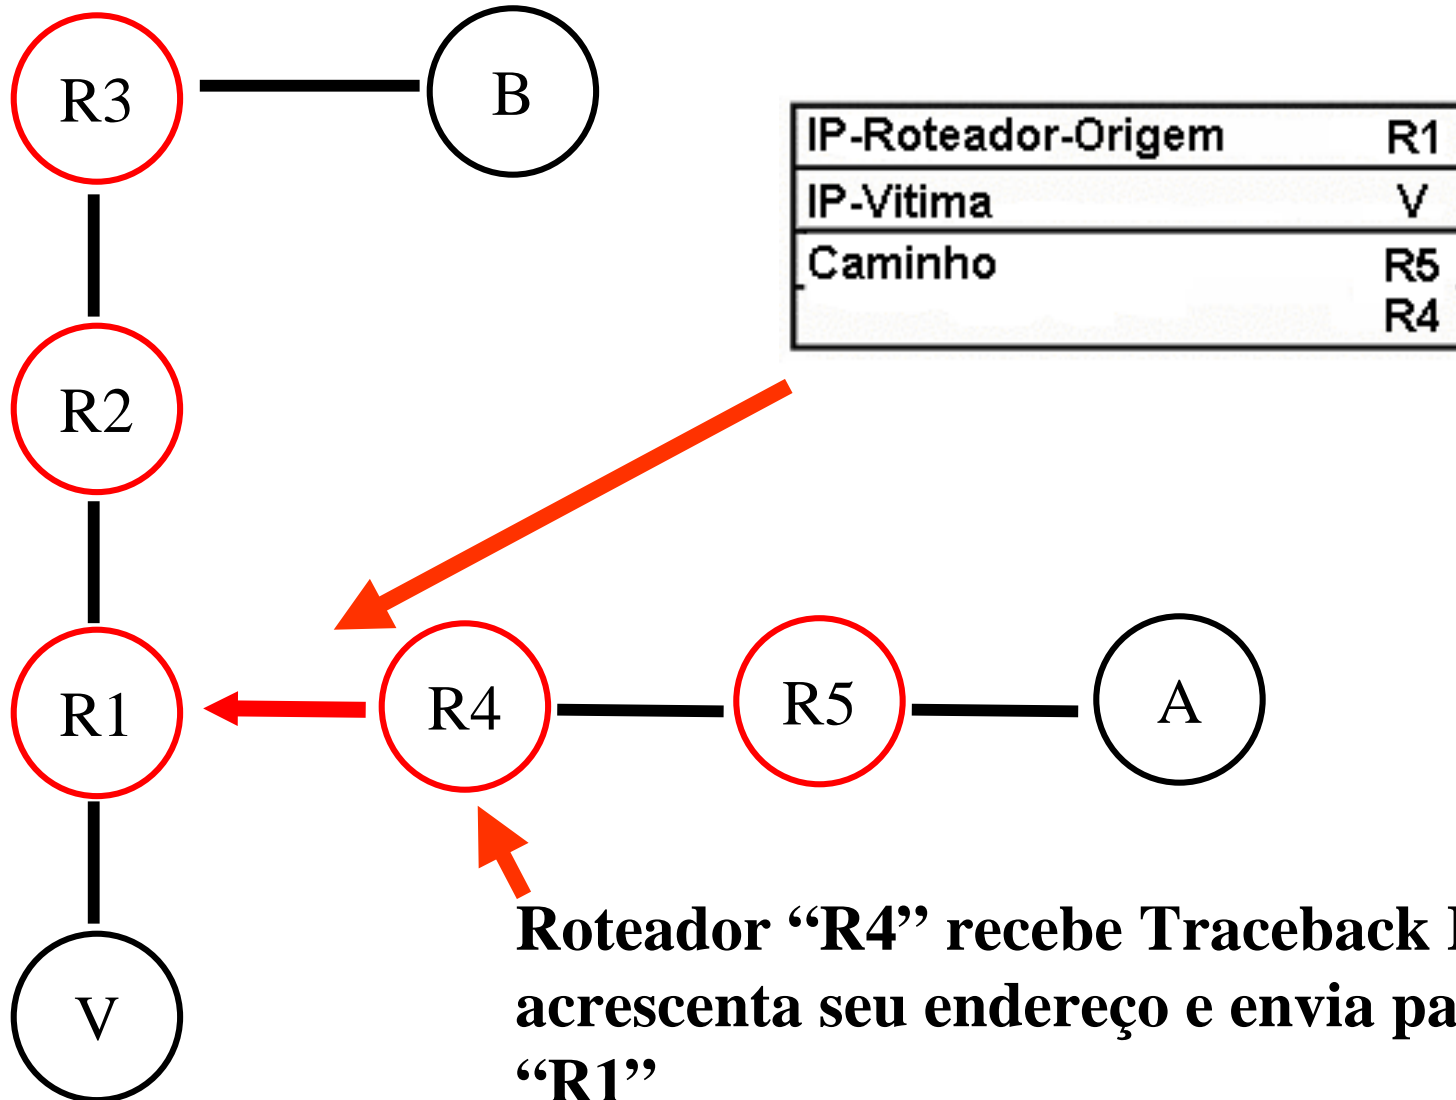 R3
B
IP-Roteador-Origem R1
IP-Vitima V
Caminho R5
R4
R2
R1
R4
R5
A
V
Roteador “R4” recebe Traceback
acrescenta seu endereço e envia
“R1”